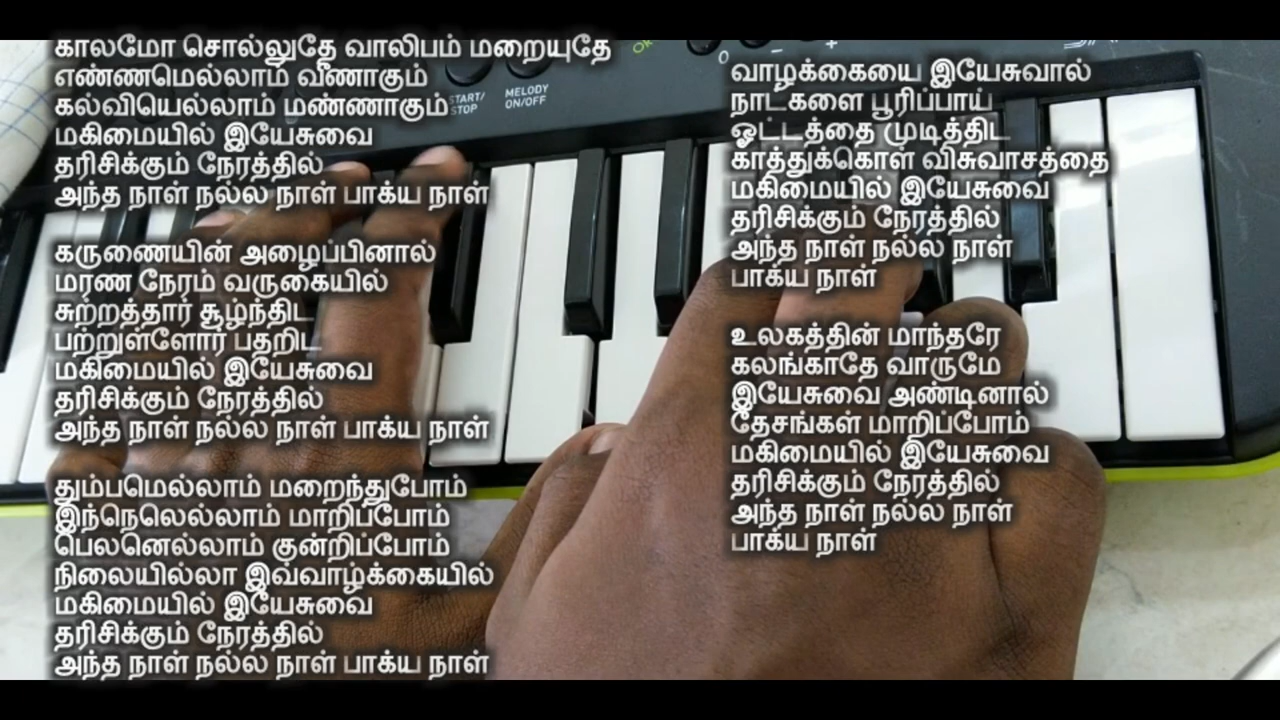 காலமோ சொல்லுதே வாலிபம் மறையுதே
எண்ணமெல்லாம் வீணாகும்
கல்வியெல்லாம் மண்ணாகும்
மகிமையில் இயேசுவை
தரிசிக்கும் நேரத்தில்
அந்த நாள் நல்ல நாள் பாக்ய நாள்
கருணையின் அழைப்பினால்
மரண நேரம் வருகையில்
சுற்றத்தார் சூழ்ந்திட
பற்றுள்ளோர் பதறிட
மகிமையில் இயேசுவை
தரிசிக்கும் நேரத்தில்
அந்த நாள் நல்ல நாள் பாக்ய நாள்
தும்பமெல்லாம் மறைந்துபோம்
இந்நெலெல்லாம் மாறிப்போம்
பெலனெல்லாம் குன்றிப்போம்
நிலையில்லா இவ்வாழ்க்கையில்
மகிமையில் இயேசுவை
தரிசிக்கும் நேரத்தில்
அந்த நாள் நல்ல நாள் பாக்ய நாள்
வாழக்கையை இயேசுவால்
நாட்களை பூரிப்பாய்
ஓட்டத்தை முடித்திட
காத்துக்கொள் விசுவாசத்தை
மகிமையில் இயேசுவை
தரிசிக்கும் நேரத்தில்
அந்த நாள் நல்ல நாள்
பாக்ய நாள்
உலகத்தின் மாந்தரே
கலங்காதே வாருமே
இயேசுவை அண்டினால்
தேசங்கள் மாறிப்போம்
மகிமையில் இயேசுவை
தரிசிக்கும் நேரத்தில்
அந்த நாள் நல்ல நாள்
பாக்ய நாள்
START/
STOP
MELODY
ON/OFF
0 − +